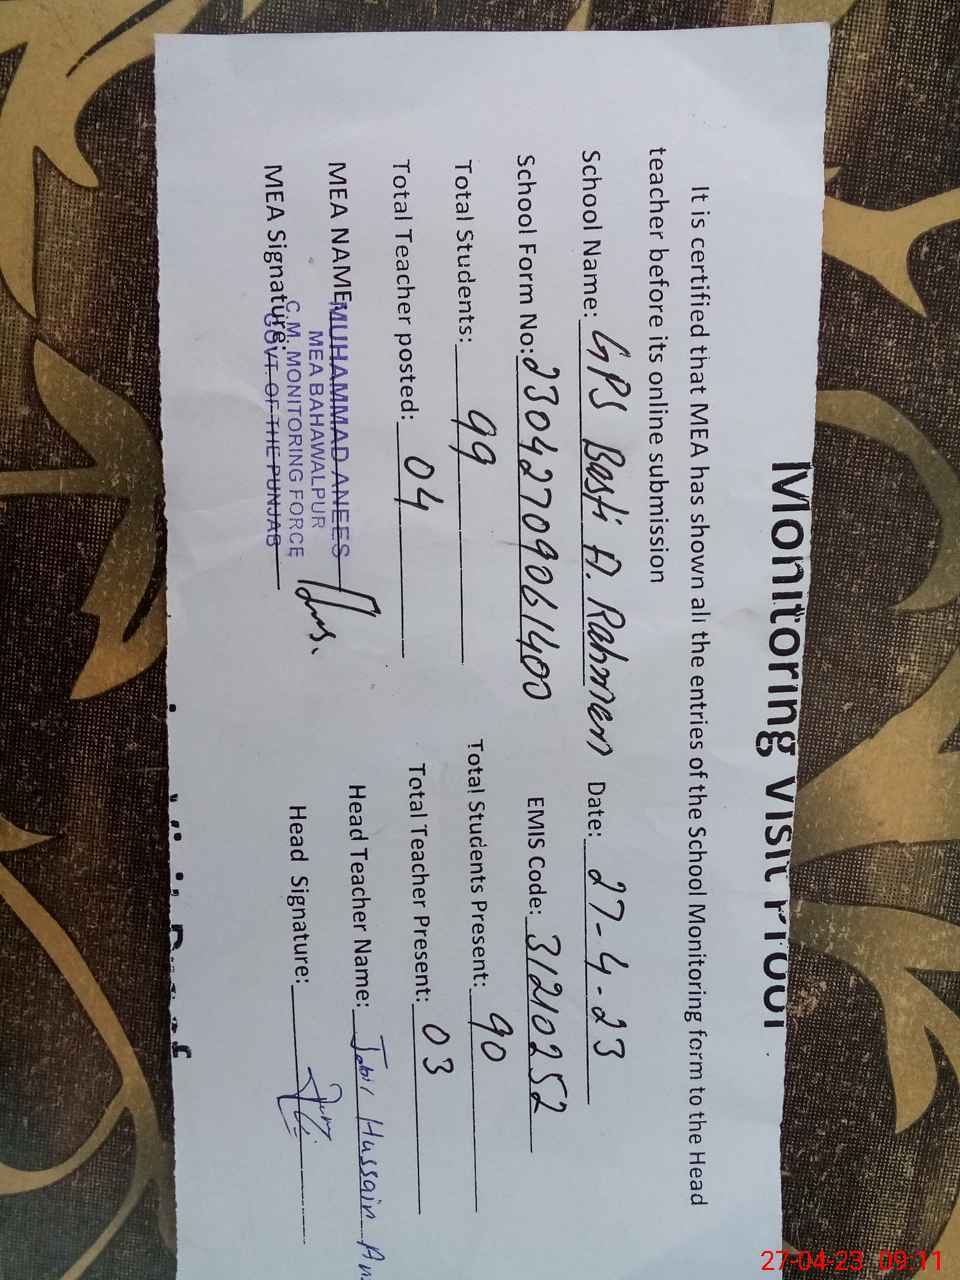 Monitoring Visit Proof
It is certified that MEA has shown all the entries of the School Monitoring form to the Head
teacher before its online submission
School Name: GPS Basti A. Rahman Date: 27-4-23
School Form No: 23042709061400 EMIS Code: 31210252
Total Students: 99 Total Students Present: 90
Total Teacher posted: 04 Total Teacher Present: 03
MEA NAME MUHAMMAD ANEES Head Teacher Name: Jabir Hussain
MEA BAHAWALPUR
MEA Signature: Head Signature:
C.M. MONITORING FORCE
GOVT. OF THE PUNJAB
27-04-23 09:11